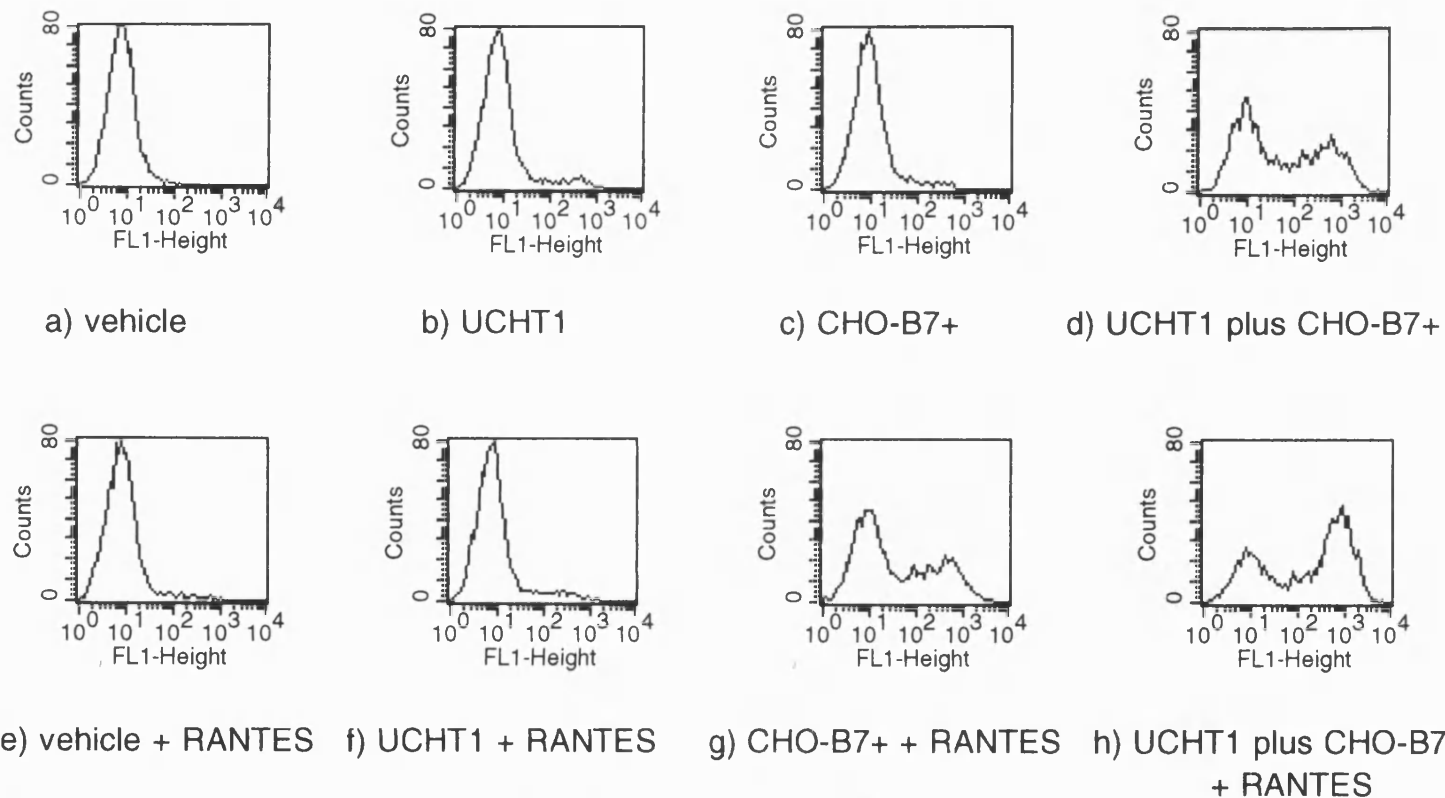 80
Counts
0
10^0 10^1 10^2 10^3 10^4
FL1-Height
a) vehicle
80
Counts
0
10^0 10^1 10^2 10^3 10^4
FL1-Height
b) UCHT1
80
Counts
0
10^0 10^1 10^2 10^3 10^4
FL1-Height
c) CHO-B7+
80
Counts
0
10^0 10^1 10^2 10^3 10^4
FL1-Height
d) UCHT1 plus CHO-B7+
80
Counts
0
10^0 10^1 10^2 10^3 10^4
FL1-Height
e) vehicle + RANTES
80
Counts
0
10^0 10^1 10^2 10^3 10^4
FL1-Height
f) UCHT1 + RANTES
80
Counts
0
10^0 10^1 10^2 10^3 10^4
FL1-Height
g) CHO-B7+ + RANTES
80
Counts
0
10^0 10^1 10^2 10^3 10^4
FL1-Height
h) UCHT1 plus CHO-B7
+ RANTES